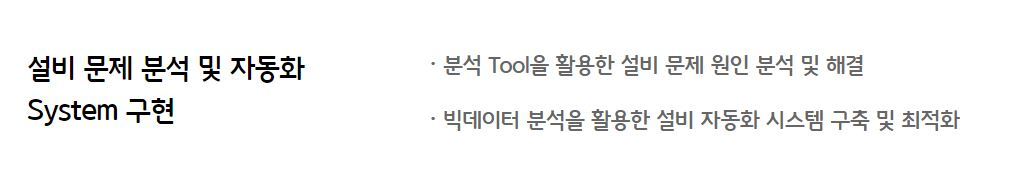 설비 문제 분석 및 자동화
System 구현
· 분석 Tool을 활용한 설비 문제 원인 분석 및 해결
· 빅데이터 분석을 활용한 설비 자동화 시스템 구축 및 최적화